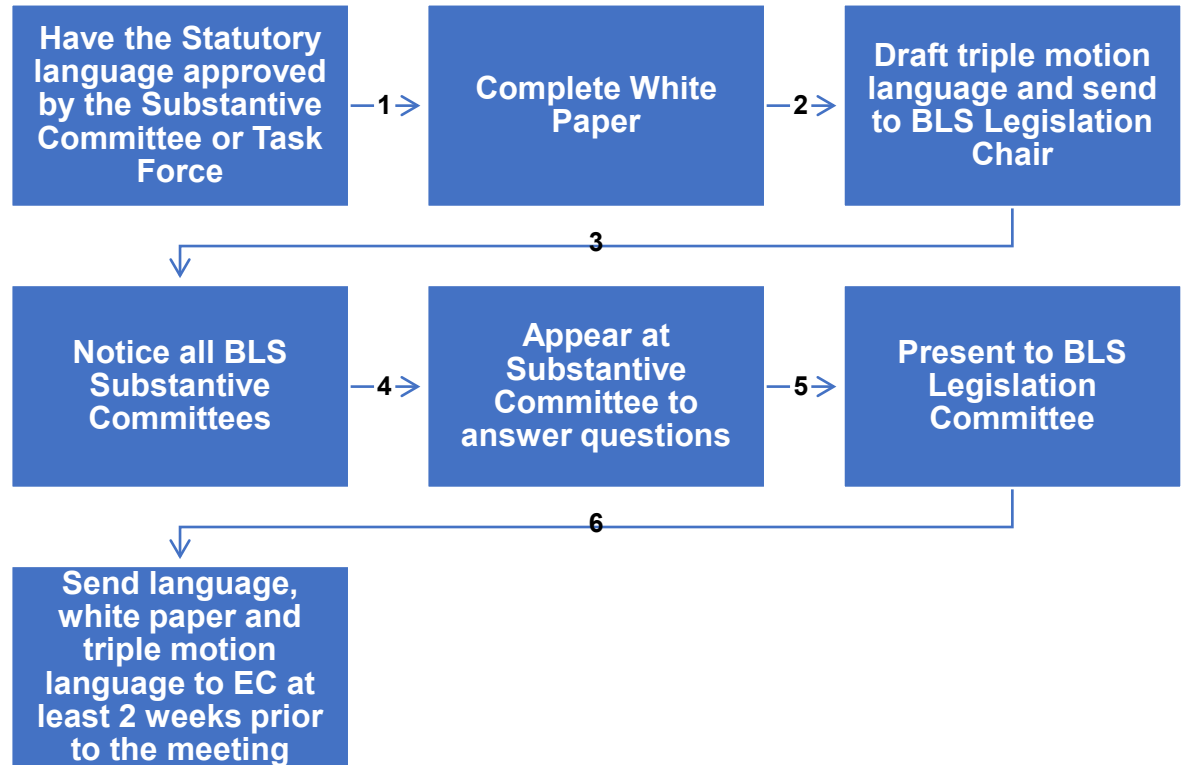 Have the Statutory
language approved
by the Substantive
Committee or Task
Force
1
Complete White
Paper
2
Draft triple motion
language and send
to BLS Legislation
Chair
3
Notice all BLS
Substantive
Committees
4
Appear at
Substantive
Committee to
answer questions
5
Present to BLS
Legislation
Committee
6
Send language,
white paper and
triple motion
language to EC at
least 2 weeks prior
to the meeting